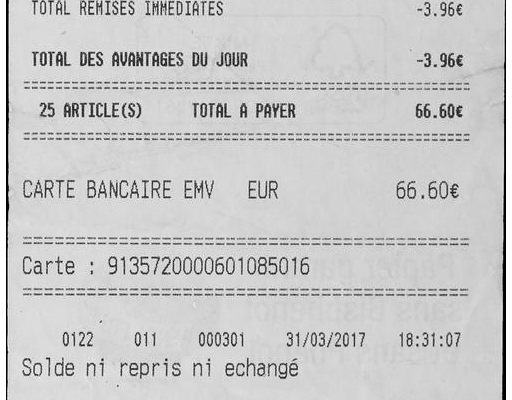 TOTAL REMISES IMMEDIATES -3.96€
TOTAL DES AVANTAGES DU JOUR -3.96€
================================================
25 ARTICLE(S) TOTAL A PAYER 66.60€
================================================
CARTE BANCAIRE EMV EUR 66.60€
================================================
Carte : 9135720000601085016
================================================
0122 011 000301 31/03/2017 18:31:07
Solde ni repris ni echangé